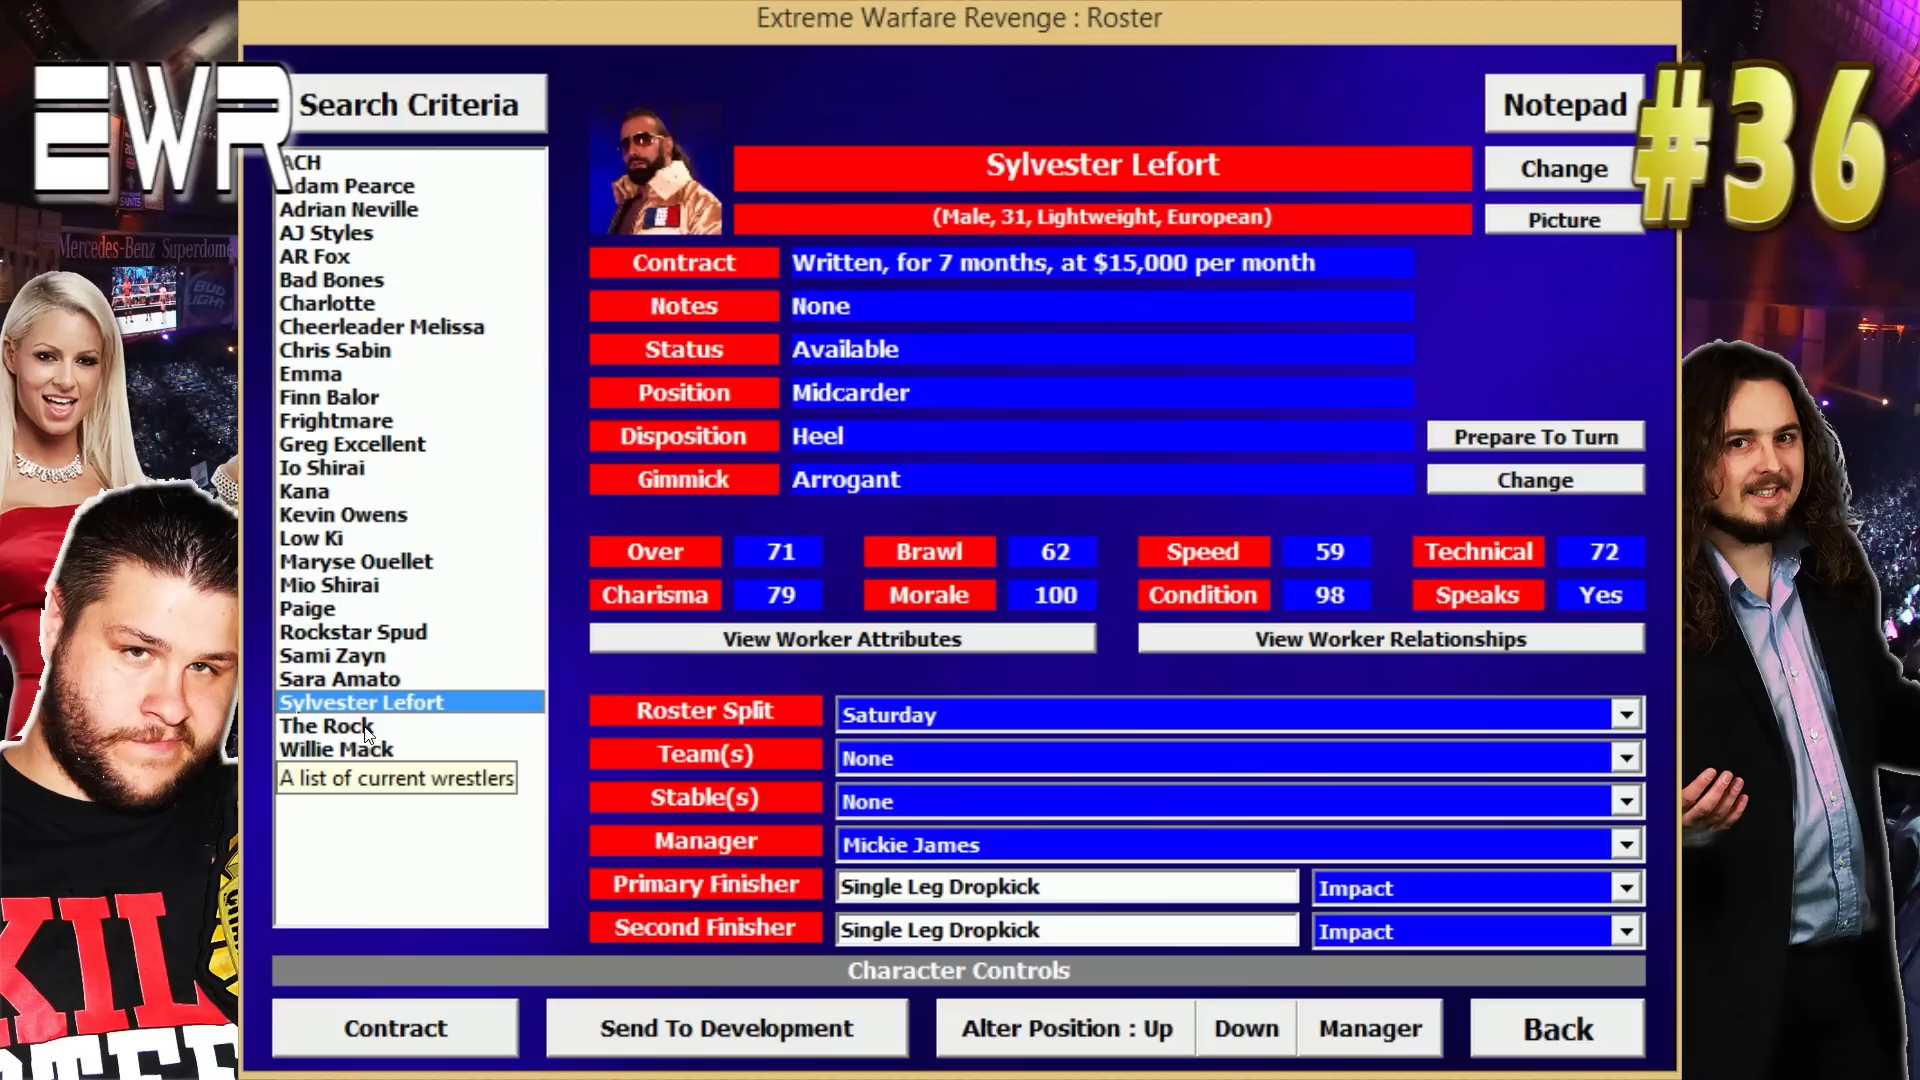 Extreme Warfare Revenge : Roster
EWR
Search Criteria
Notepad
#36
ACH
dam Pearce
Adrian Neville
AJ Styles
AR Fox
Bad Bones
Charlotte
Cheerleader Melissa
Chris Sabin
Emma
Finn Balor
Frightmare
Greg Excellent
Io Shirai
Kana
Kevin Owens
Low Ki
Maryse Ouellet
Mio Shirai
Paige
Rockstar Spud
Sami Zayn
Sara Amato
Sylvester Lefort
The Rock
Willie Mack
A list of current wrestlers
Sylvester Lefort
Change
(Male, 31, Lightweight, European)
Picture
Contract Written, for 7 months, at $15,000 per month
Notes None
Status Available
Position Midcarder
Disposition Heel Prepare To Turn
Gimmick Arrogant Change
Over 71 Brawl 62 Speed 59 Technical 72
Charisma 79 Morale 100 Condition 98 Speaks Yes
View Worker Attributes View Worker Relationships
Roster Split Saturday
Team(s) None
Stable(s) None
Manager Mickie James
Primary Finisher Single Leg Dropkick Impact
Second Finisher Single Leg Dropkick Impact
Character Controls
Contract Send To Development Alter Position : Up Down Manager Back
Mercedes-Benz Superdome
BUD LIGHT
SAINTS
KIL